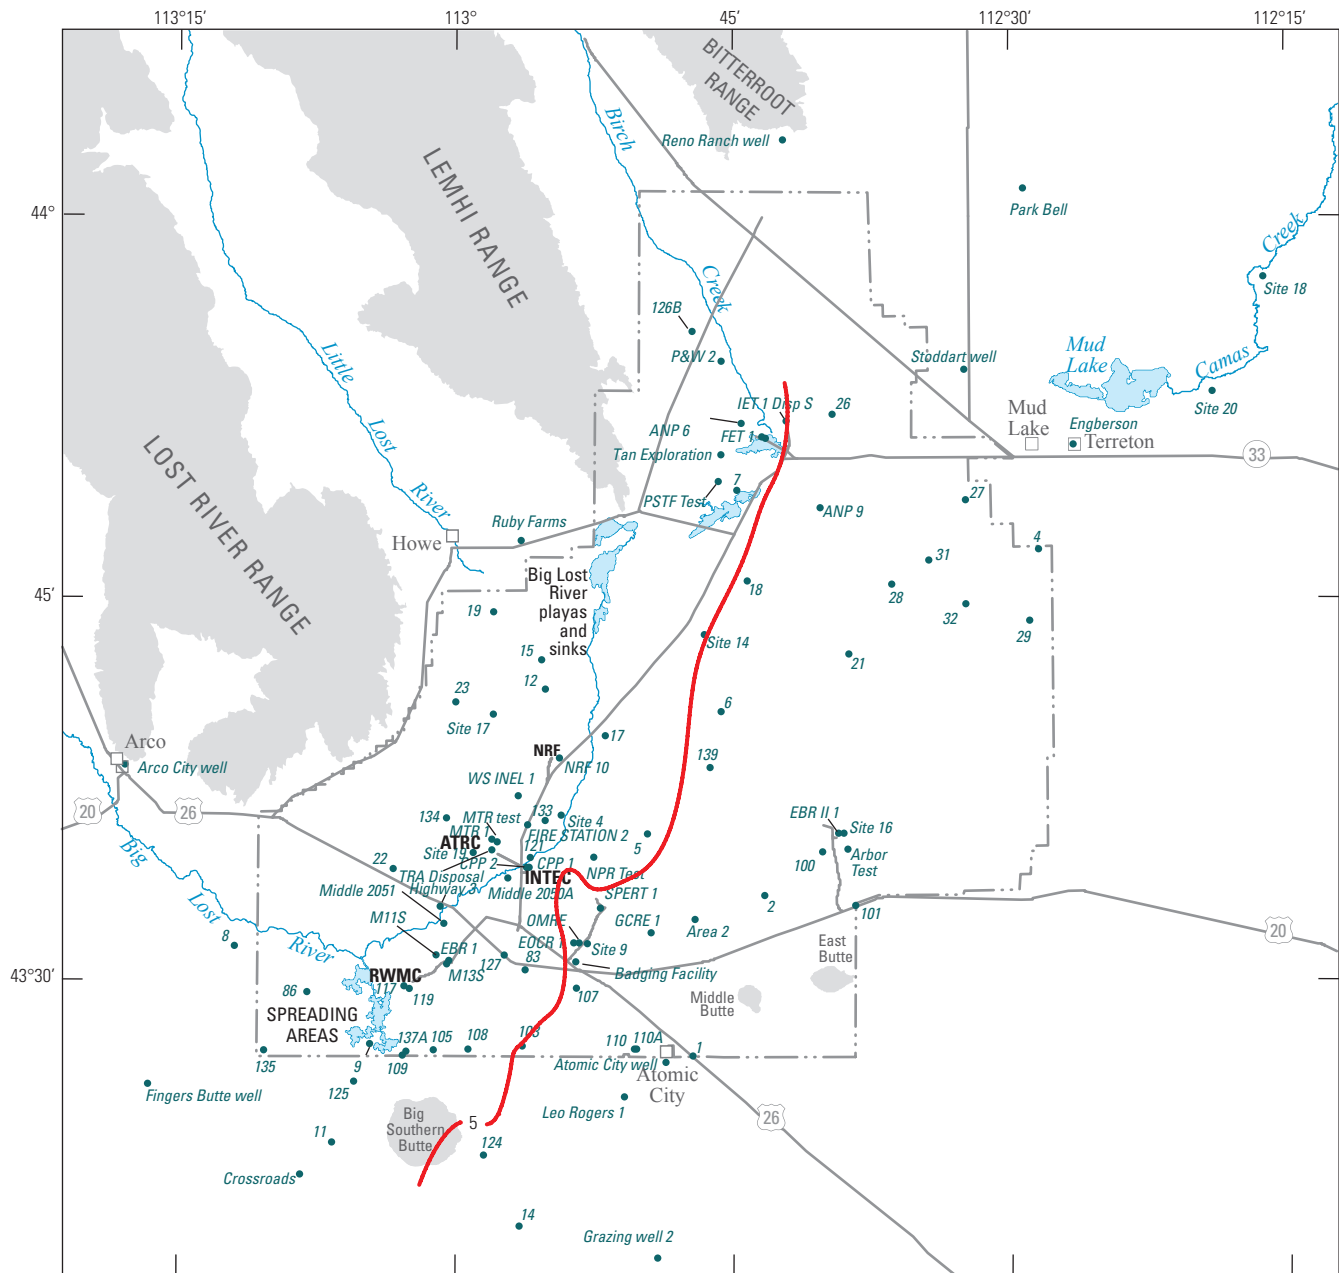 113°15'
113°
45'
112°30'
112°15'
BITTERROOT
RANGE
Birch
Reno Ranch well
LEMHI RANGE
44°
Park Bell
Creek
Site 18
Creek
126B
P&W 2
Stoddart well
Mud
Lake
Camas
Little
Site 20
IET 1 Disp S
26
ANP 6
FET 1
Mud
Lake
Engberson
Terreton
Lost
Tan Exploration
33
LOST RIVER RANGE
7
PSTF Test
27
ANP 9
River
Ruby Farms
Howe
4
31
Big Lost
River
playas
and
sinks
45'
18
28
19
32
29
Site 14
15
21
12
23
6
Site 17
17
Arco
NRF
NRF 10
139
Arco City well
WS INEL 1
20
26
134
MTR test
133
Site 4
EBR II 1
Site 16
MTR 1
FIRE STATION 2
5
ATRC
121
Site 19
100
Arbor
Test
Big
22
CPP 2
CPP 1
TRA Disposal
INTEC
NPR Test
Middle 2051
Highway 3
Middle 2050A
SPERT 1
2
101
Lost
M11S
OMRE
GCRE 1
Area 2
8
River
EBR 1
EOCR 1
Site 9
East
Butte
20
127
83
43°30'
RWMC
M13S
Badging Facility
117
119
86
107
Middle
Butte
SPREADING
AREAS
137A
105
108
103
110
110A
1
135
9
109
Atomic City well
Atomic
City
Fingers Butte well
125
Leo Rogers 1
Big
Southern
Butte
5
26
11
124
Crossroads
14
Grazing well 2